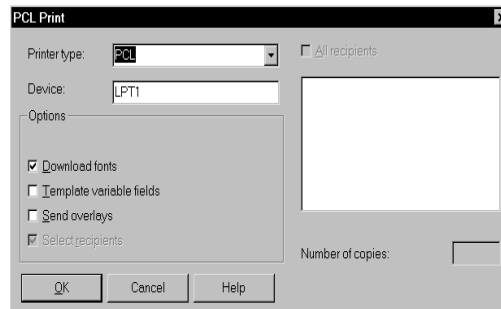 PCL Print
Printer type: PCL
All recipients
Device: LPT1
Options
Download fonts
Template variable fields
Send overlays
Select recipients
Number of copies:
OK Cancel Help